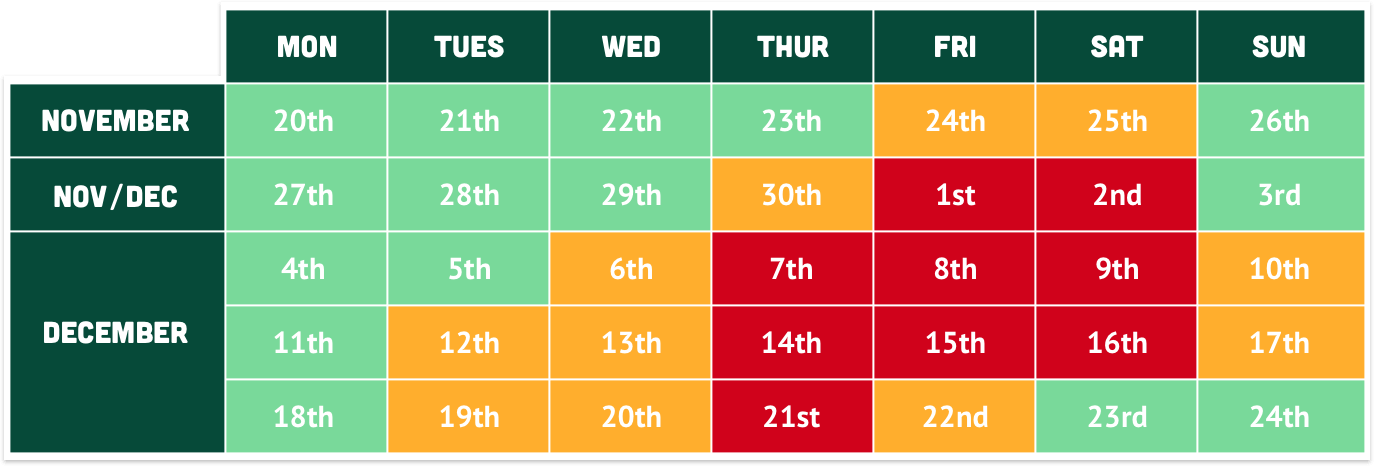 MON TUES WED THUR FRI SAT SUN
NOVEMBER 20th 21th 22th 23th 24th 25th 26th
NOV/DEC 27th 28th 29th 30th 1st 2nd 3rd
4th 5th 6th 7th 8th 9th 10th
DECEMBER 11th 12th 13th 14th 15th 16th 17th
18th 19th 20th 21st 22nd 23rd 24th